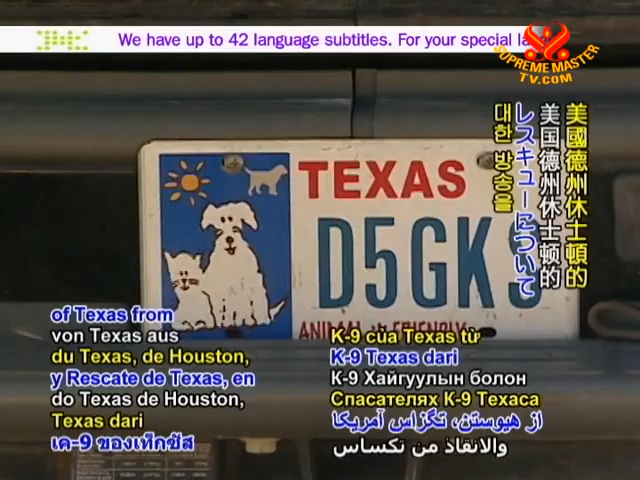 We have up to 42 language subtitles. For your special la
SUPREME MASTER
TV.COM
美國德州休士頓的
美国德州休士顿的
レスキューについて
대한 방송을
TEXAS
D5GK
ANIMAL FRIENDLY
of Texas from
von Texas aus
du Texas, de Houston,
y Rescate de Texas, en
do Texas de Houston,
Texas dari
เค-9 ของเท็กซัส
K-9 của Texas từ
K-9 Texas dari
К-9 Хайгуулын болон
Спасателях К-9 Техаса
از هیوستن، تگزاس آمریکا
والانقاذ من تكساس